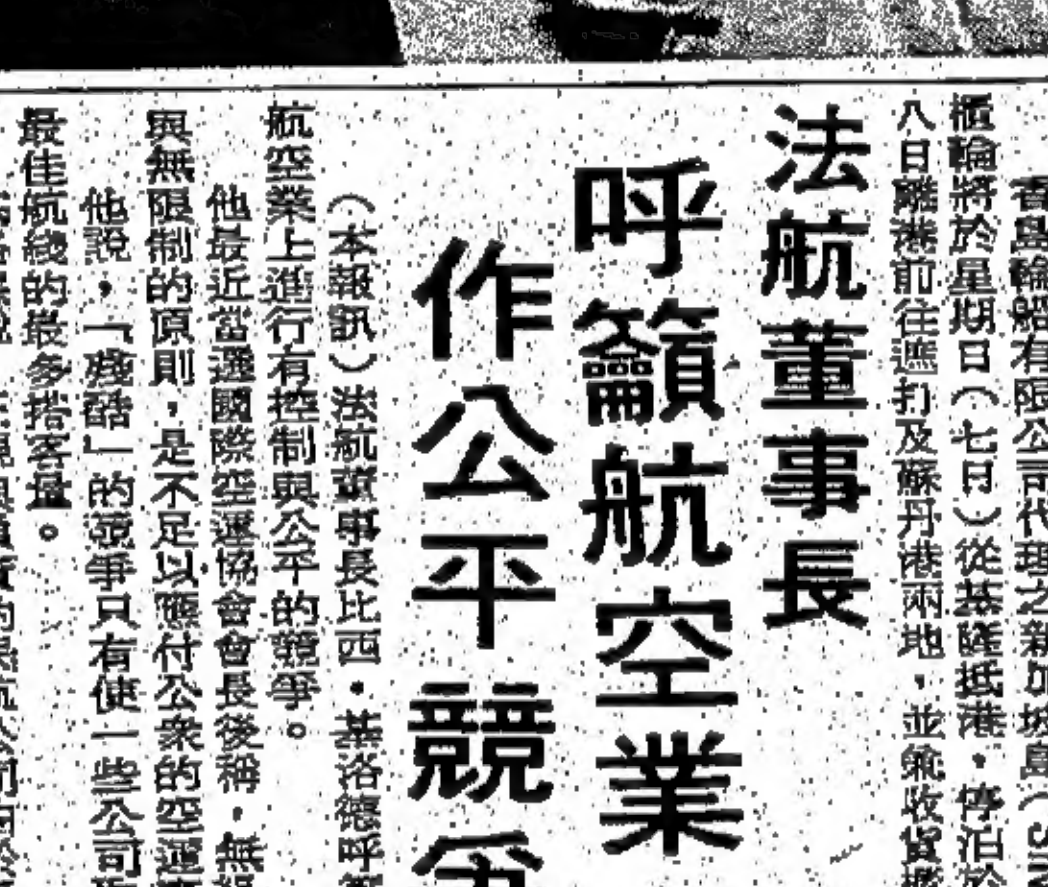 香島輪船有限公司代理之新加坡島(
櫃輪將於星期日(七日)從基隆抵港,停泊於
八日離港前往遮打及蘇丹港兩地,並兼收貨櫃
法航董事長
呼籲航空業
作公平競爭
(本報訊)法航董事長比西・基洛德呼籲
航空業上進行有控制與公平的競爭。
他最近當選國際空運協會會長後稱,無限
與無限制的原則,是不足以應付公衆的空運
他說,「殘酷」的競爭只有使一些公司
最佳航綫的最多搭客量。